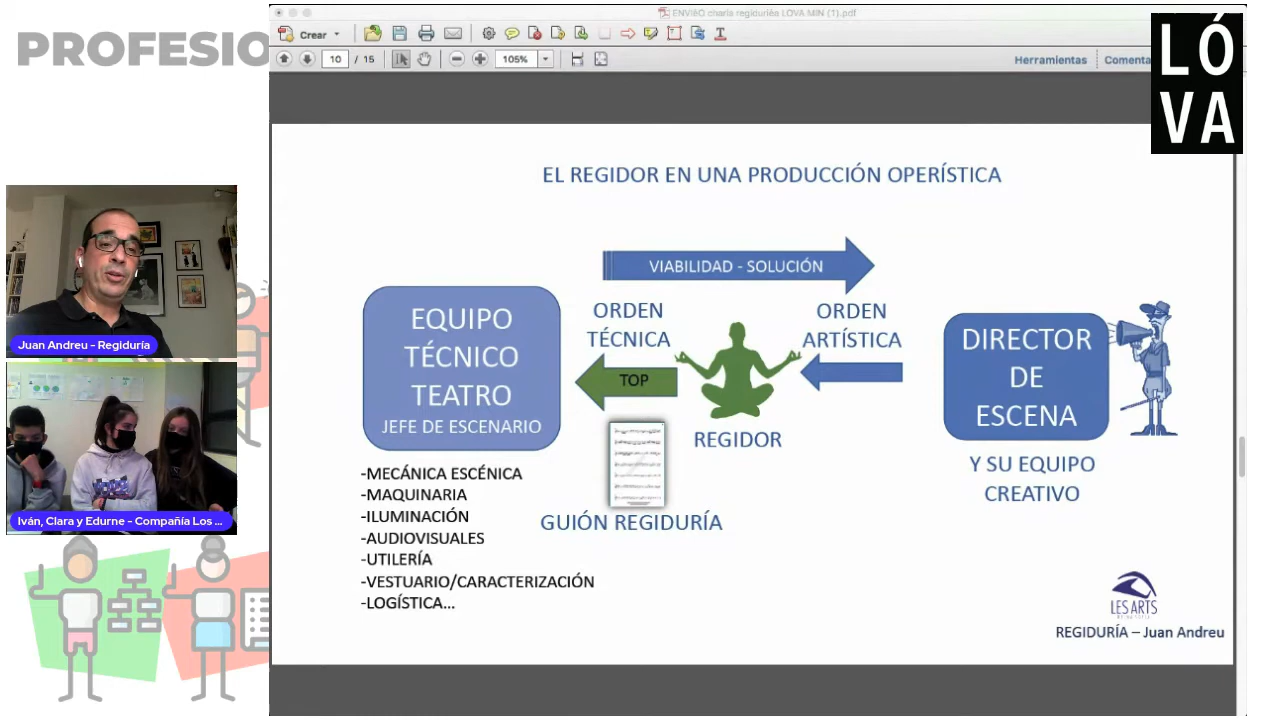 PROFESIO
ENVIéO charla regiduriéa LOVA MIN (1).pdf
Crear
10 / 15
105%
Herramientas
Comenta
LÓ
VA
EL REGIDOR EN UNA PRODUCCIÓN OPERÍSTICA
VIABILIDAD - SOLUCIÓN
EQUIPO
TÉCNICO
TEATRO
JEFE DE ESCENARIO
ORDEN
TÉCNICA
TOP
ORDEN
ARTÍSTICA
REGIDOR
DIRECTOR
DE
ESCENA
Y SU EQUIPO
CREATIVO
-MECÁNICA ESCÉNICA
-MAQUINARIA
-ILUMINACIÓN
-AUDIOVISUALES
-UTILERÍA
-VESTUARIO/CARACTERIZACIÓN
-LOGÍSTICA...
GUIÓN REGIDURÍA
LES ARTS
REGIDURÍA – Juan Andreu
Juan Andreu - Regiduría
Iván, Clara y Edurne - Compañía Los ...